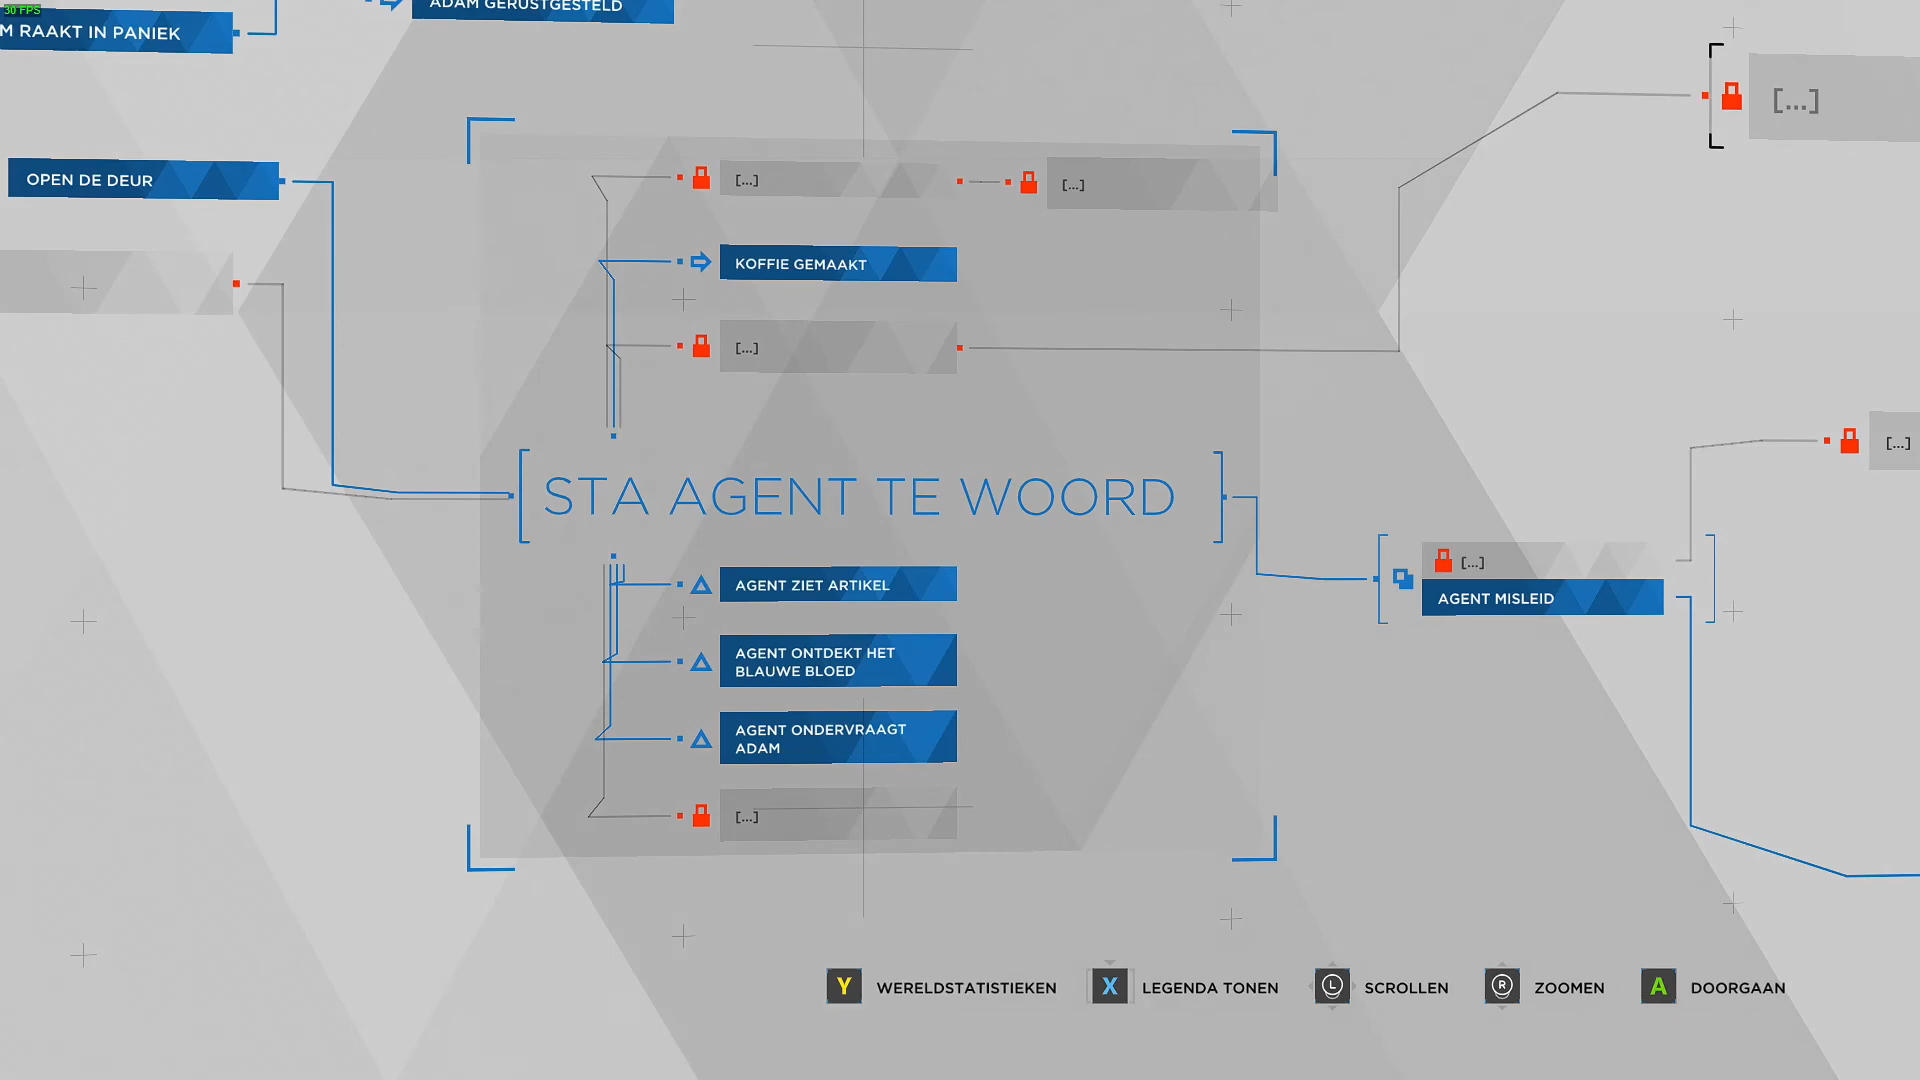 30 FPS
ADAM GERUSTGESTELD
M RAAKT IN PANIEK
[...]
OPEN DE DEUR
[...]
[...]
KOFFIE GEMAAKT
[...]
[...]
STA AGENT TE WOORD
[...]
AGENT MISLEID
AGENT ZIET ARTIKEL
AGENT ONTDEKT HET
BLAUWE BLOED
AGENT ONDERVRAAGT
ADAM
[...]
Y WERELDSTATISTIEKEN
X LEGENDA TONEN
L SCROLLEN
R ZOOMEN
A DOORGAAN